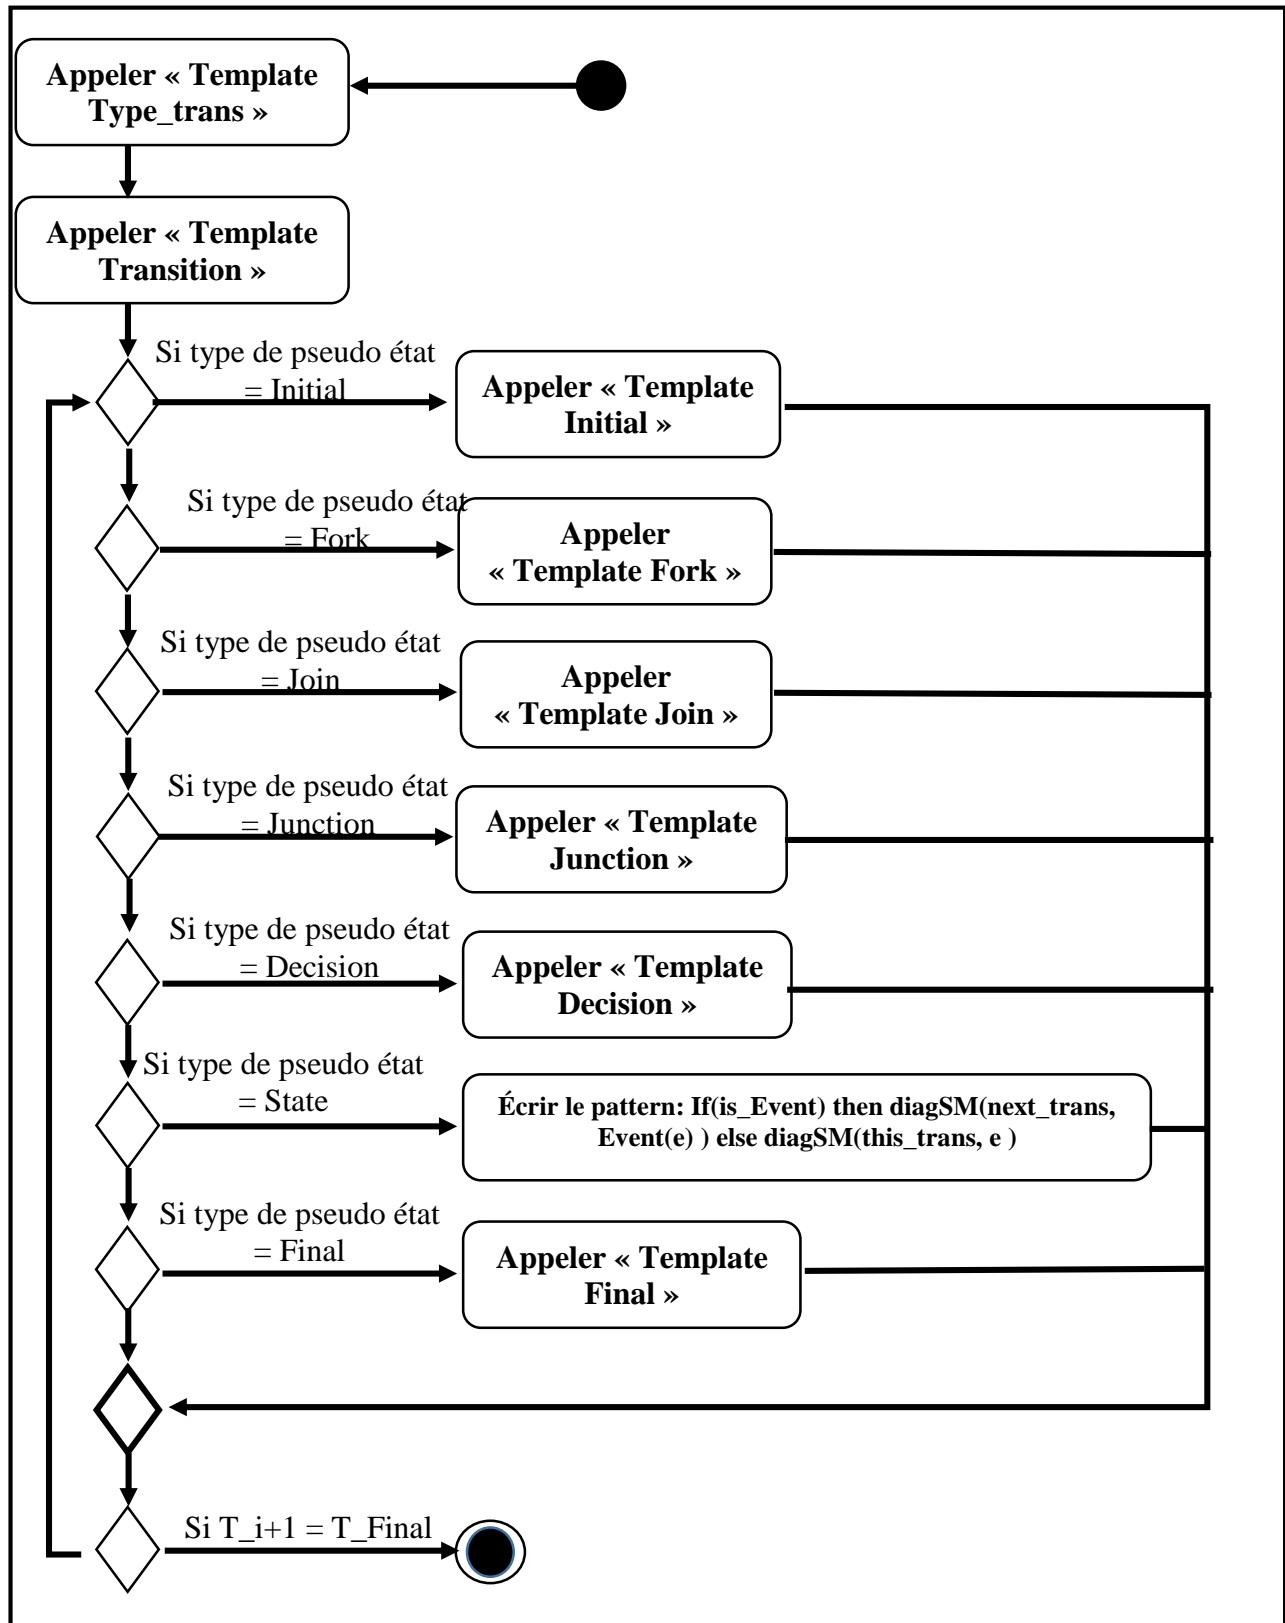 Appeler « Template
Type_trans »
Appeler « Template
Transition »
Si type de pseudo état
= Initial
Appeler « Template
Initial »
Si type de pseudo état
= Fork
Appeler
« Template Fork »
Si type de pseudo état
= Join
Appeler
« Template Join »
Si type de pseudo état
= Junction
Appeler « Template
Junction »
Si type de pseudo état
= Decision
Appeler « Template
Decision »
Si type de pseudo état
= State
Écrir le pattern: If(is_Event) then diagSM(next_trans,
Event(e) ) else diagSM(this_trans, e )
Si type de pseudo état
= Final
Appeler « Template
Final »
Si T_i+1 = T_Final